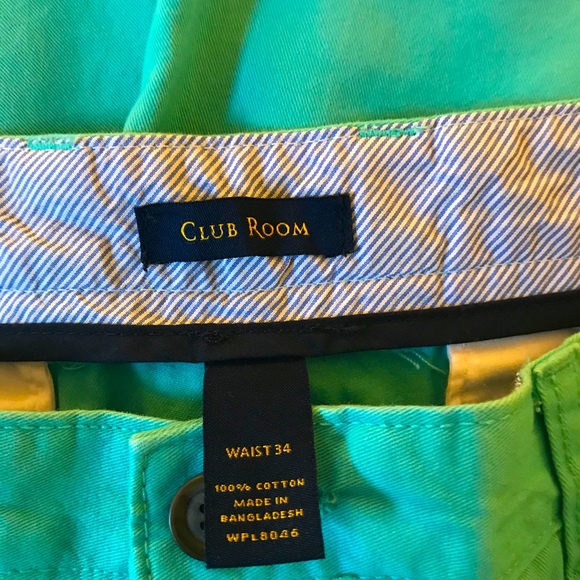 CLUB ROOM
WAIST 34
100% COTTON
MADE IN
BANGLADESH
WPL8046